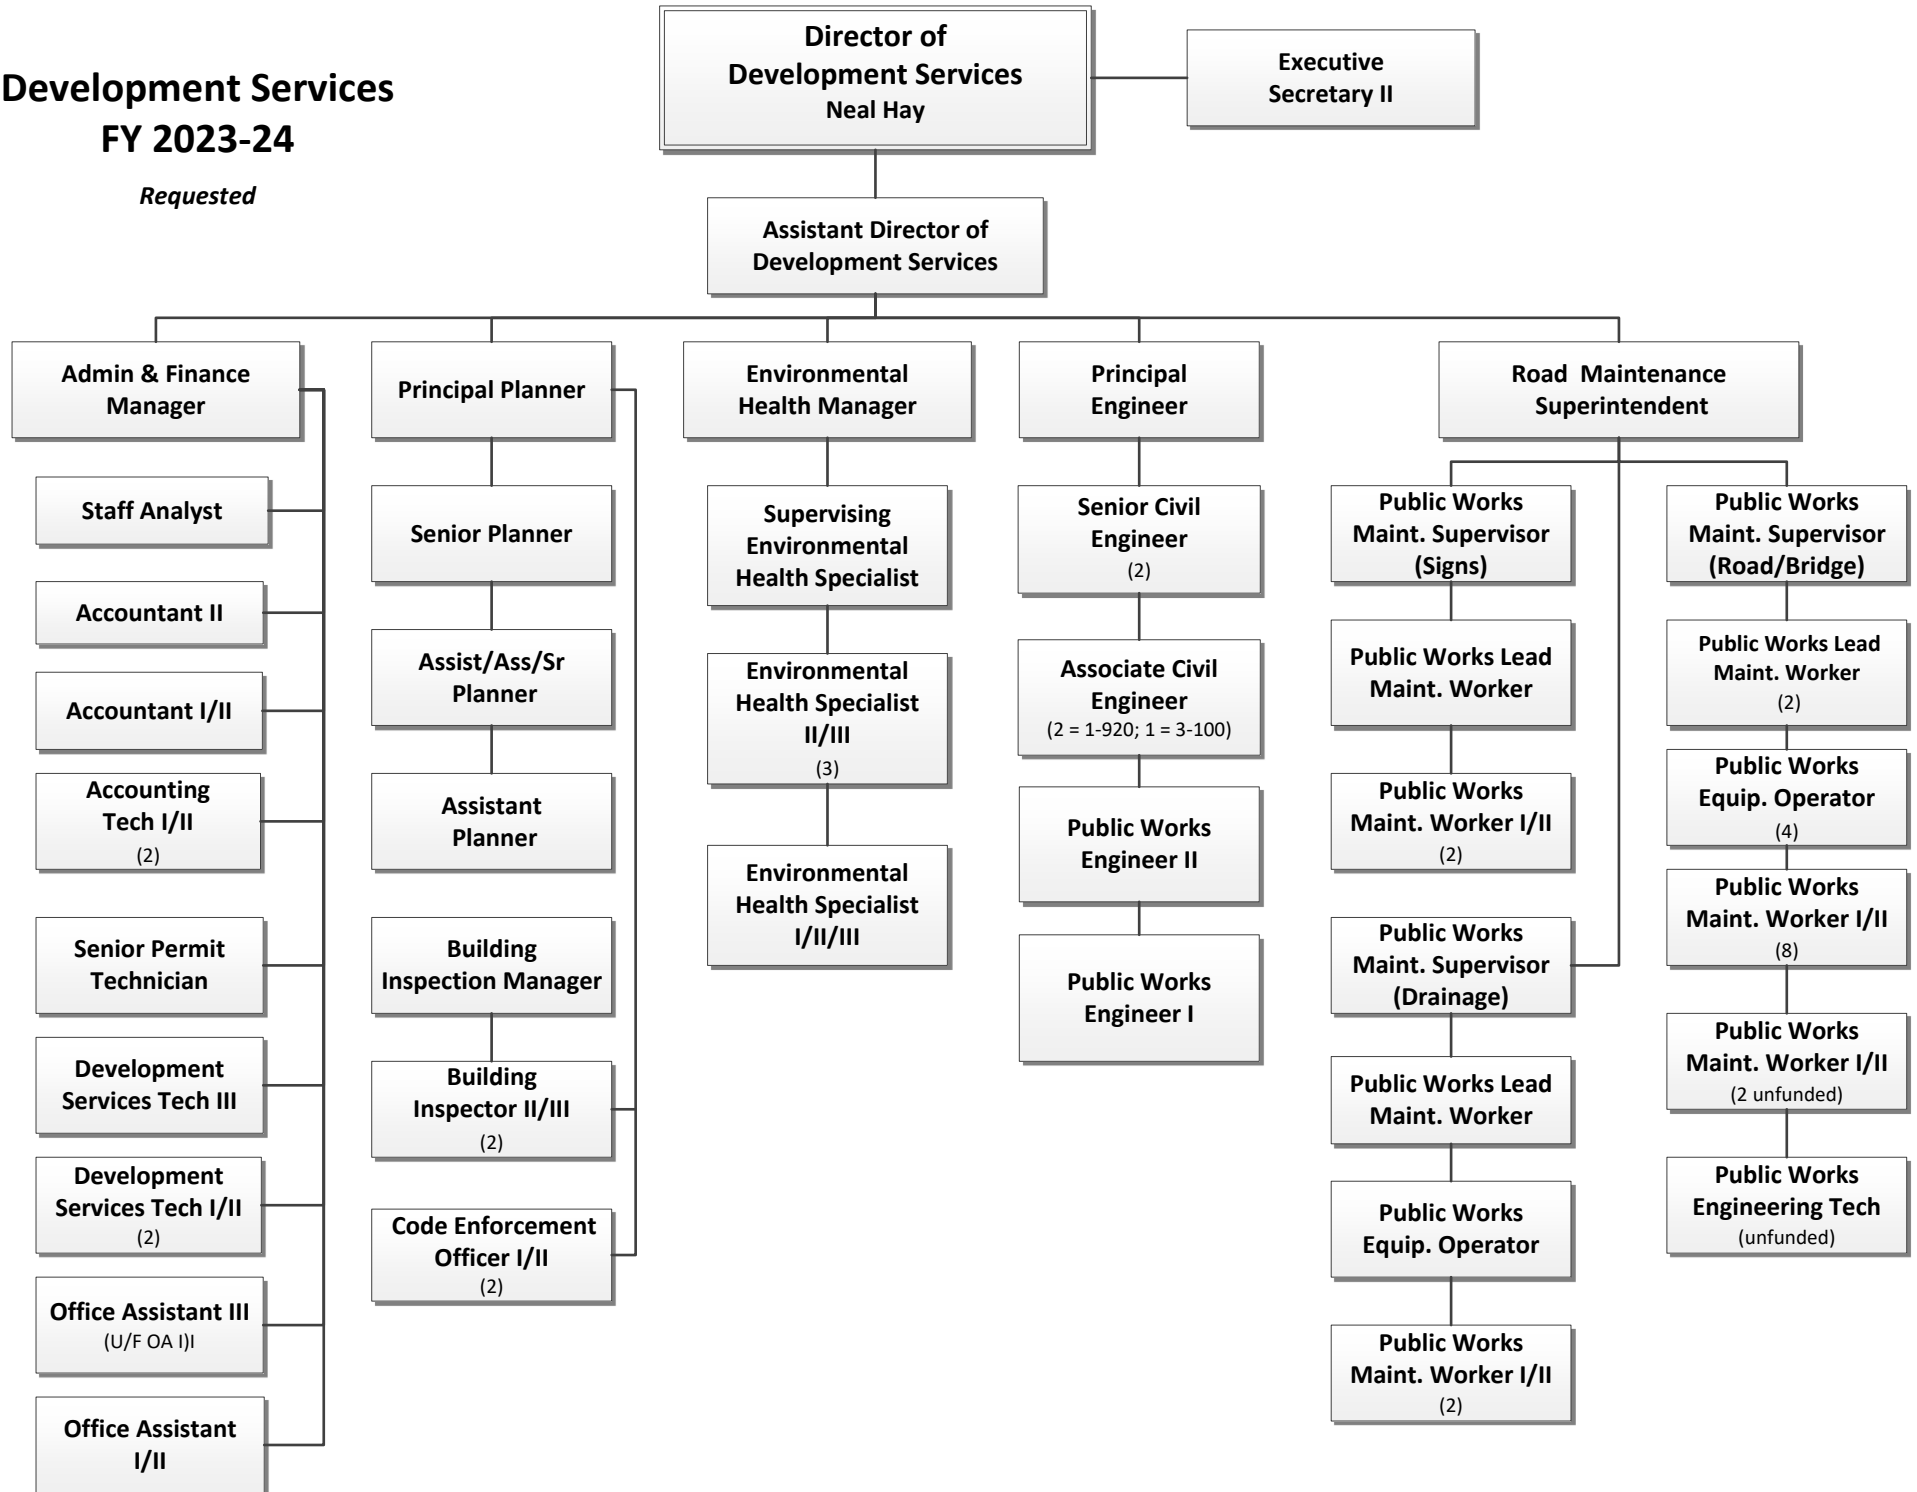 Development Services
FY 2023-24
Requested
Director of
Development Services
Neal Hay
Executive
Secretary II
Assistant Director of
Development Services
Admin & Finance
Manager
Staff Analyst
Accountant II
Accountant I/II
Accounting
Tech I/II
(2)
Senior Permit
Technician
Development
Services Tech III
Development
Services Tech I/II
(2)
Office Assistant III
(U/F OA I)I
Office Assistant
I/II
Principal Planner
Senior Planner
Assist/Ass/Sr
Planner
Assistant
Planner
Building
Inspection Manager
Building
Inspector II/III
(2)
Code Enforcement
Officer I/II
(2)
Environmental
Health Manager
Supervising
Environmental
Health Specialist
Environmental
Health Specialist
II/III
(3)
Environmental
Health Specialist
I/II/III
Principal
Engineer
Senior Civil
Engineer
(2)
Associate Civil
Engineer
(2 = 1-920; 1 = 3-100)
Public Works
Engineer II
Public Works
Engineer I
Road Maintenance
Superintendent
Public Works
Maint. Supervisor
(Signs)
Public Works Lead
Maint. Worker
Public Works
Maint. Worker I/II
(2)
Public Works
Maint. Supervisor
(Drainage)
Public Works Lead
Maint. Worker
Public Works
Equip. Operator
Public Works
Maint. Worker I/II
(2)
Public Works
Maint. Supervisor
(Road/Bridge)
Public Works Lead
Maint. Worker
(2)
Public Works
Equip. Operator
(4)
Public Works
Maint. Worker I/II
(8)
Public Works
Maint. Worker I/II
(2 unfunded)
Public Works
Engineering Tech
(unfunded)